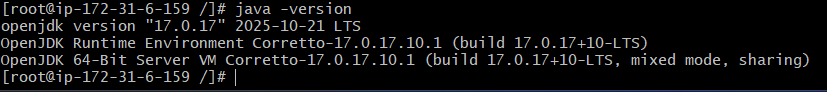 [root@ip-172-31-6-159 /]# java -version
openjdk version "17.0.17" 2025-10-21 LTS
OpenJDK Runtime Environment Corretto-17.0.17.10.1 (build 17.0.17+10-LTS)
OpenJDK 64-Bit Server VM Corretto-17.0.17.10.1 (build 17.0.17+10-LTS, mixed mode, sharing)
[root@ip-172-31-6-159 /]#